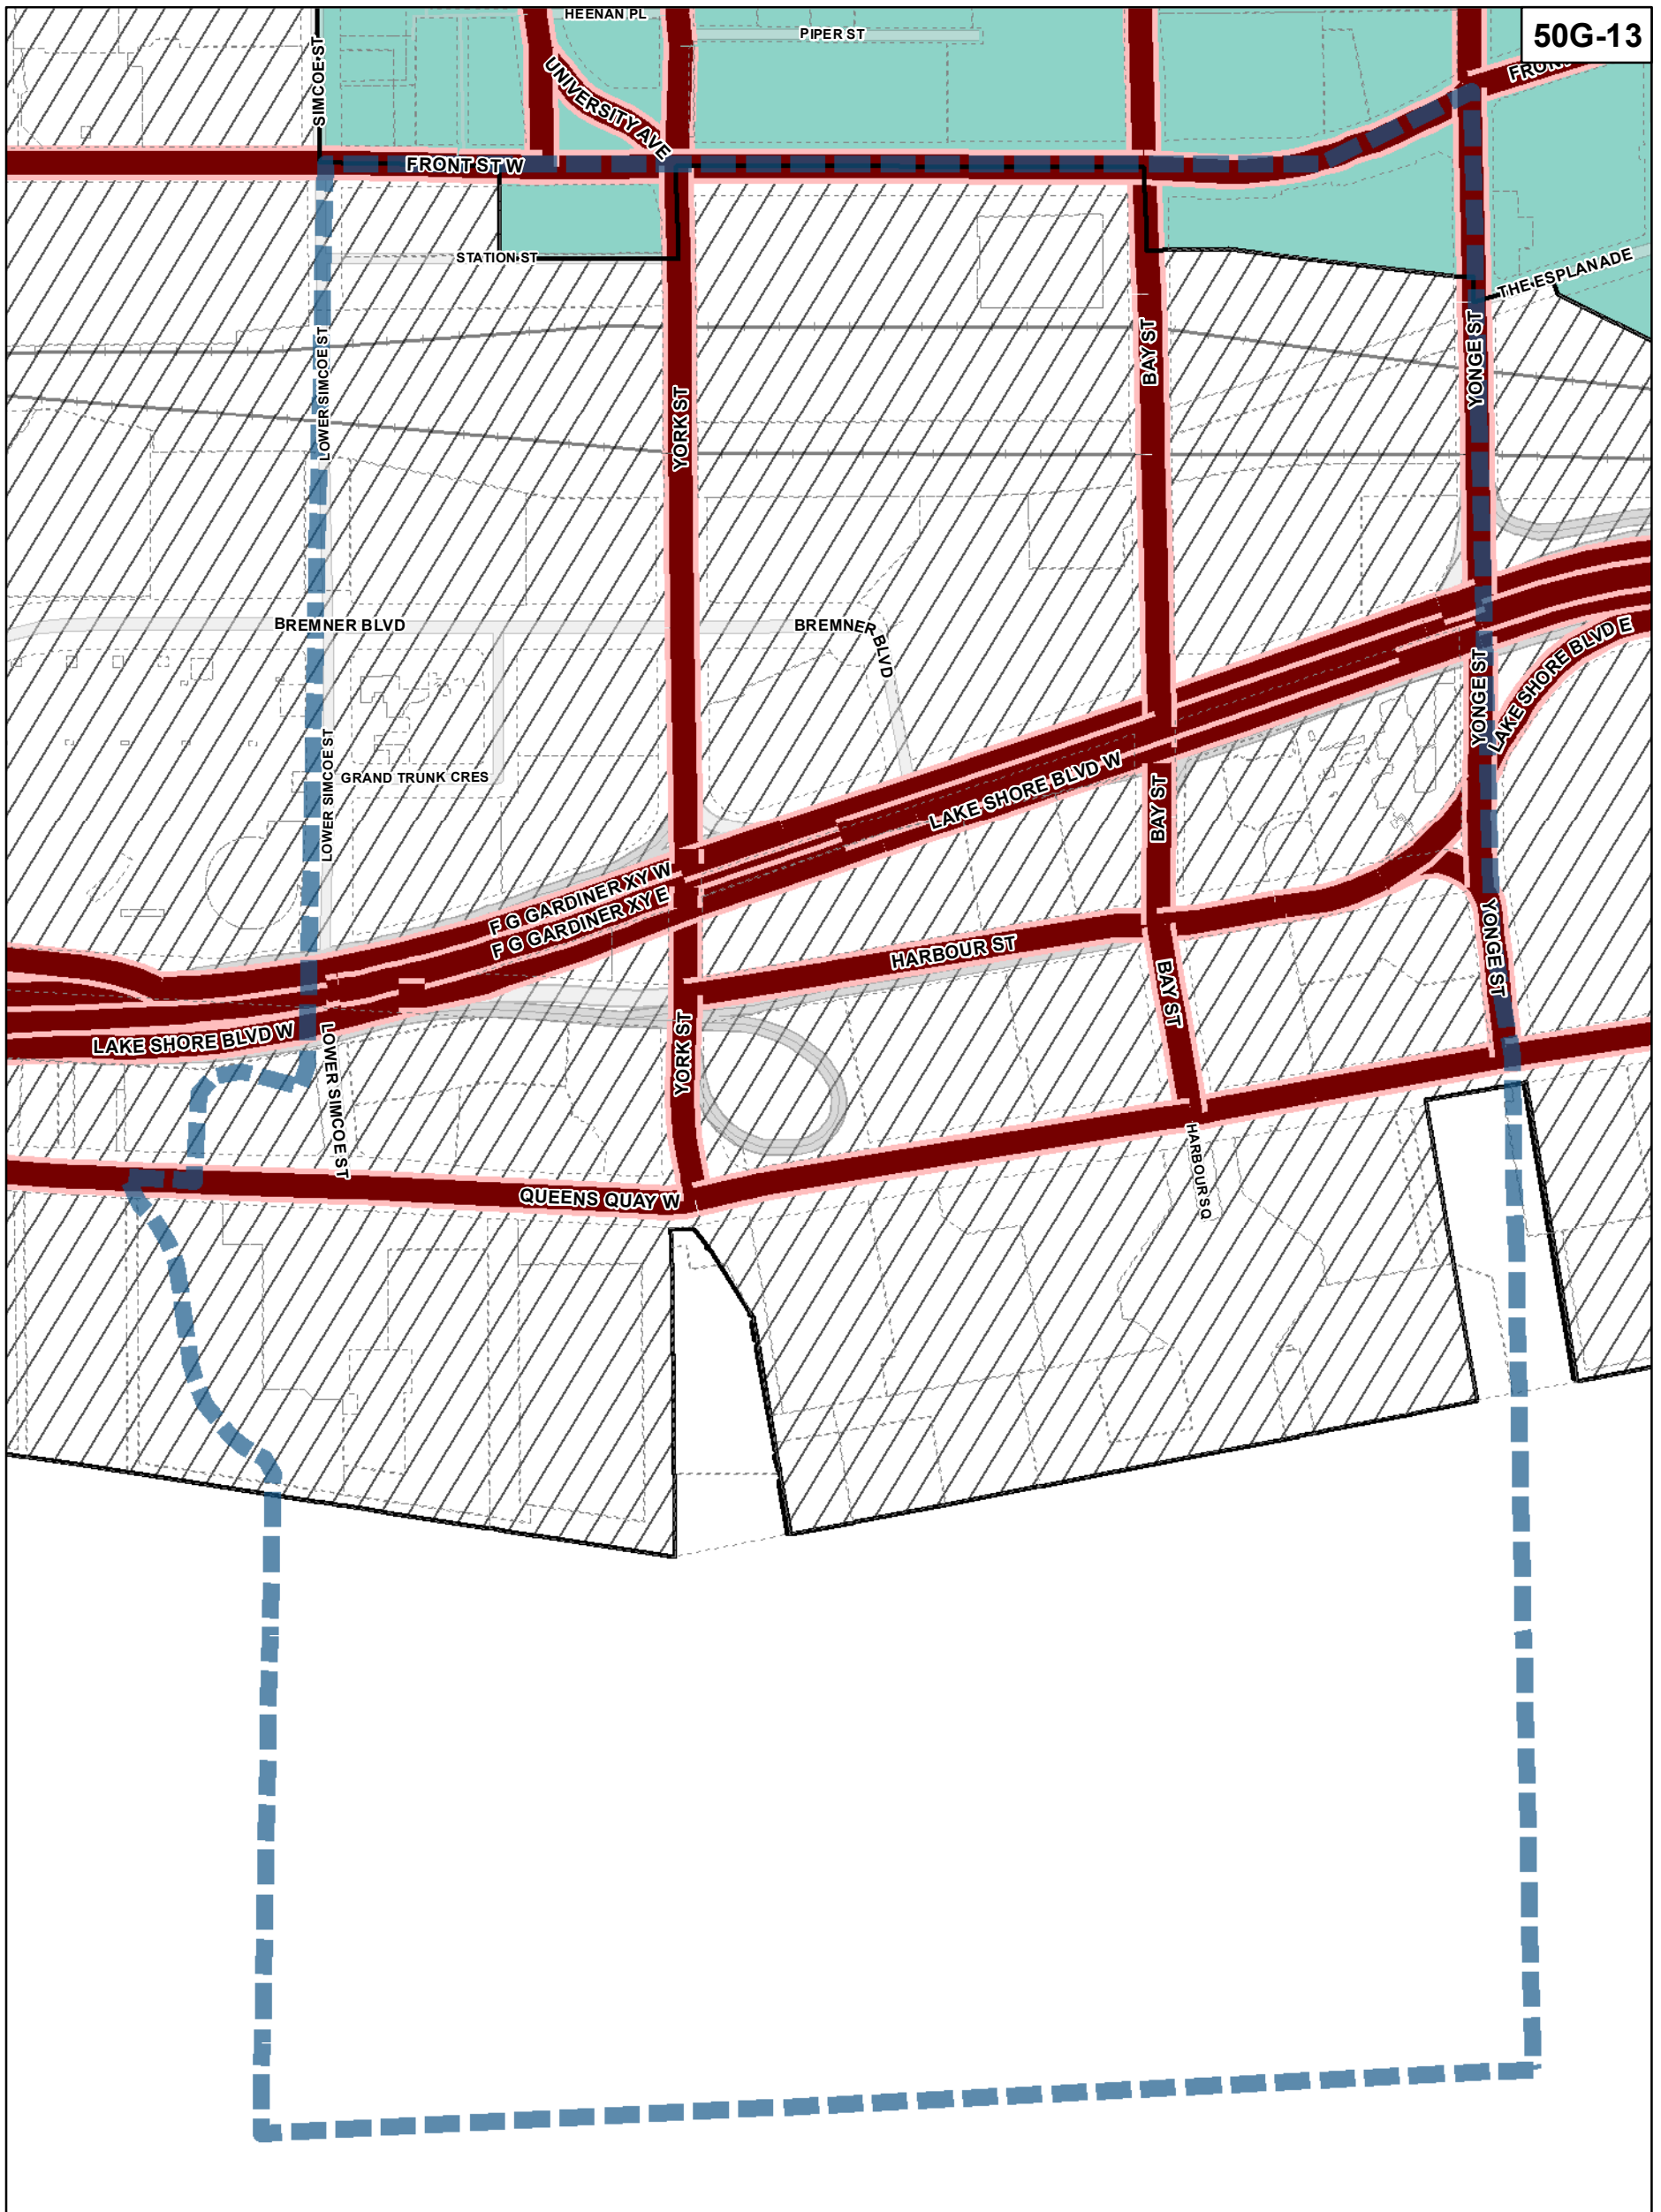 HEENAN PL
PIPER ST
50G-13
SIMCOE ST
UNIVERSITY AVE
FRONT ST W
STATION ST
THE ESPLANADE
LOWER SIMCOE ST
YORK ST
BAY ST
YONGE ST
BREMNER BLVD
BREMNER BLVD
LAKE SHORE BLVD E
YONGE ST
LOWER SIMCOE ST
GRAND TRUNK CRES
LAKE SHORE BLVD W
BAY ST
F G GARDINER XY W
F G GARDINER XY E
HARBOUR ST
YONGE ST
BAY ST
LAKE SHORE BLVD W
LOWER SIMCOE ST
YORK ST
HARBOUR SQ
QUEENS QUAY W